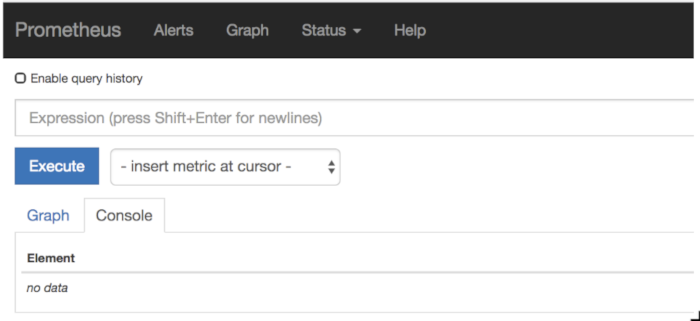 Prometheus Alerts Graph Status Help
Enable query history
Expression (press Shift+Enter for newlines)
Execute - insert metric at cursor -
Graph Console
Element
no data